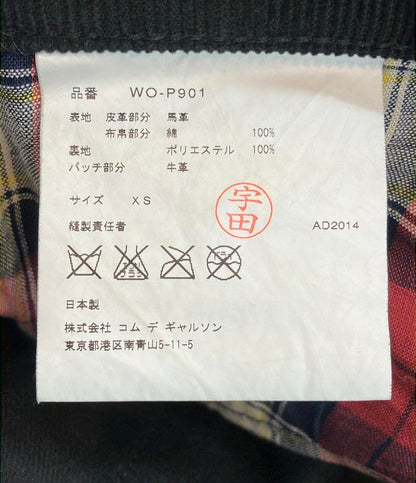 品番 WO-P901
表地 皮革部分 馬革
布帛部分 綿 100%
裏地 ポリエステル 100%
パッチ部分 牛革
サイズ XS
縫製責任者 宇田 AD2014
ドライ
日本製
株式会社 コム デ ギャルソン
東京都港区南青山5-11-5